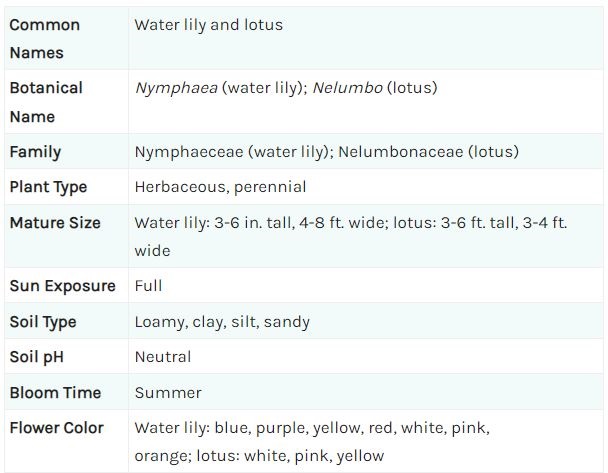 Common Names
Water lily and lotus
Botanical Name
Nymphaea (water lily); Nelumbo (lotus)
Family
Nymphaeceae (water lily); Nelumbonaceae (lotus)
Plant Type
Herbaceous, perennial
Mature Size
Water lily: 3-6 in. tall, 4-8 ft. wide; lotus: 3-6 ft. tall, 3-4 ft.
wide
Sun Exposure
Full
Soil Type
Loamy, clay, silt, sandy
Soil pH
Neutral
Bloom Time
Summer
Flower Color
Water lily: blue, purple, yellow, red, white, pink,
orange; lotus: white, pink, yellow